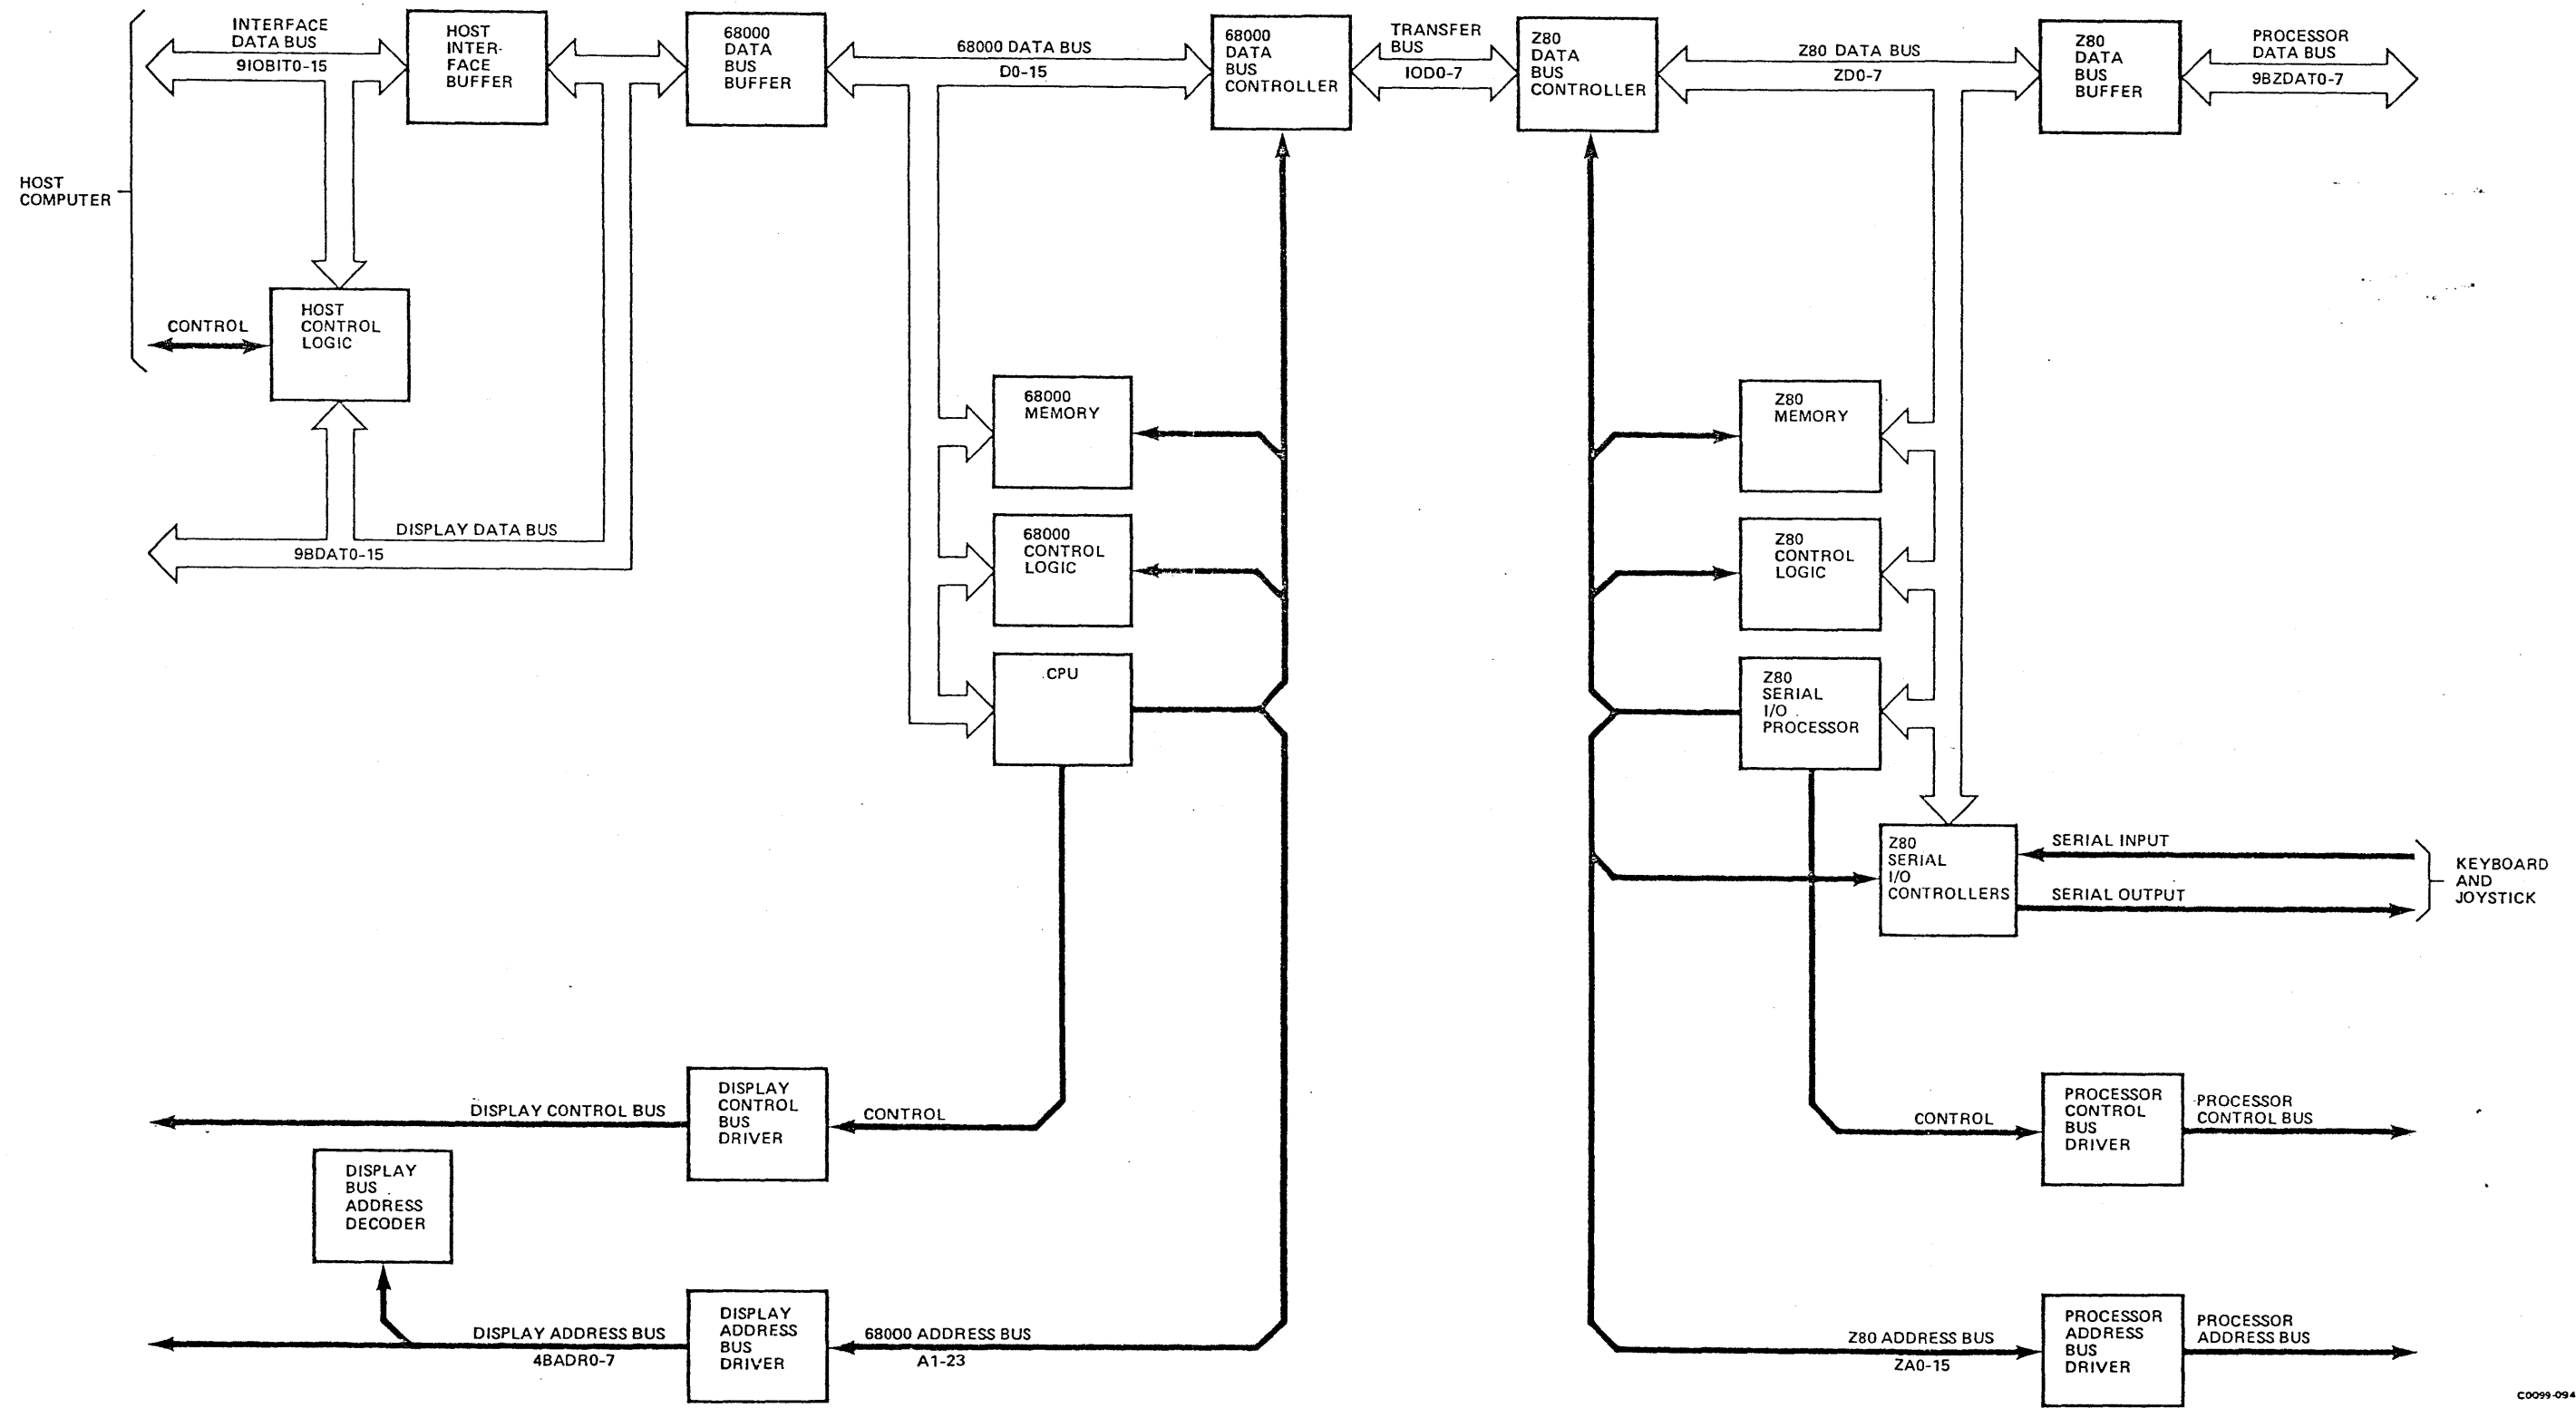 INTERFACE
DATA BUS
9IOBIT0-15
HOST
INTER-
FACE
BUFFER
68000
DATA
BUS
BUFFER
68000 DATA BUS
D0-15
68000
DATA
BUS
CONTROLLER
TRANSFER
BUS
IOD0-7
Z80
DATA
BUS
CONTROLLER
Z80 DATA BUS
ZD0-7
Z80
DATA
BUS
BUFFER
PROCESSOR
DATA BUS
9BZDAT0-7
HOST
COMPUTER
CONTROL
HOST
CONTROL
LOGIC
DISPLAY DATA BUS
9BDAT0-15
68000
MEMORY
68000
CONTROL
LOGIC
CPU
Z80
MEMORY
Z80
CONTROL
LOGIC
Z80
SERIAL
I/O
PROCESSOR
Z80
SERIAL
I/O
CONTROLLERS
SERIAL INPUT
SERIAL OUTPUT
KEYBOARD
AND
JOYSTICK
DISPLAY CONTROL BUS
DISPLAY
CONTROL
BUS
DRIVER
CONTROL
CONTROL
PROCESSOR
CONTROL
BUS
DRIVER
PROCESSOR
CONTROL BUS
DISPLAY
BUS
ADDRESS
DECODER
DISPLAY ADDRESS BUS
4BADR0-7
DISPLAY
ADDRESS
BUS
DRIVER
68000 ADDRESS BUS
A1-23
Z80 ADDRESS BUS
ZA0-15
PROCESSOR
ADDRESS
BUS
DRIVER
PROCESSOR
ADDRESS BUS
C0099-094